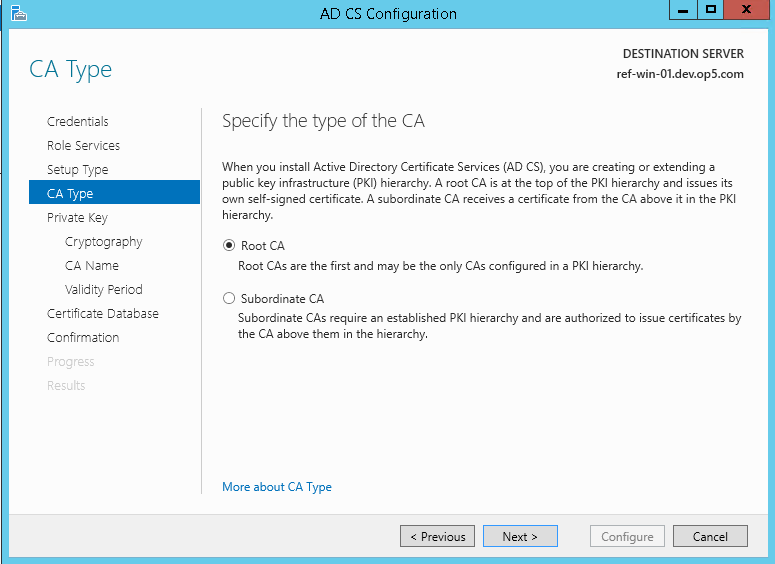 AD CS Configuration
CA Type
DESTINATION SERVER
ref-win-01.dev.op5.com
Credentials
Role Services
Setup Type
CA Type
Private Key
Cryptography
CA Name
Validity Period
Certificate Database
Confirmation
Progress
Results
Specify the type of the CA
When you install Active Directory Certificate Services (AD CS), you are creating or extending a
public key infrastructure (PKI) hierarchy. A root CA is at the top of the PKI hierarchy and issues its
own self-signed certificate. A subordinate CA receives a certificate from the CA above it in the PKI
hierarchy.
Root CA
Root CAs are the first and may be the only CAs configured in a PKI hierarchy.
Subordinate CA
Subordinate CAs require an established PKI hierarchy and are authorized to issue certificates by
the CA above them in the hierarchy.
More about CA Type
< Previous
Next >
Configure
Cancel